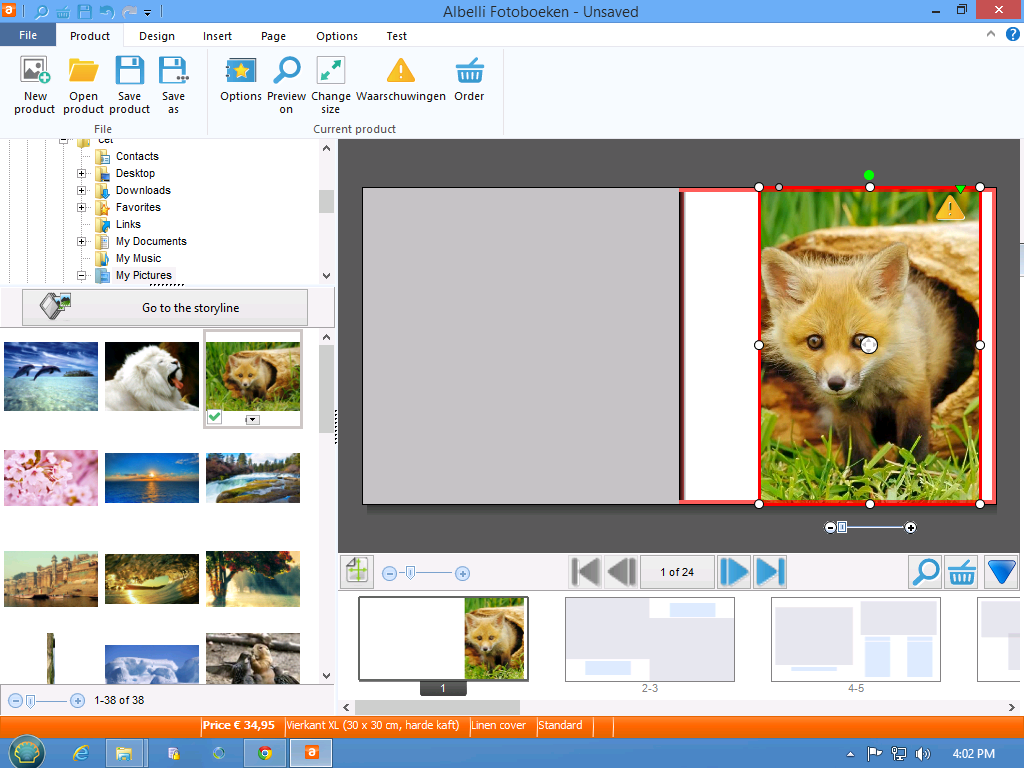 Albelli Fotoboeken - Unsaved
File
Product
Design
Insert
Page
Options
Test
New product
Open product
Save product
Save as
Options
Preview on
Change size
Waarschuwingen
Order
File
Current product
Cet
Contacts
Desktop
Downloads
Favorites
Links
My Documents
My Music
My Pictures
Go to the storyline
1 of 24
1
2-3
4-5
1-38 of 38
Price € 34,95
Vierkant XL (30 x 30 cm, harde kaft)
Linen cover
Standard
4:02 PM